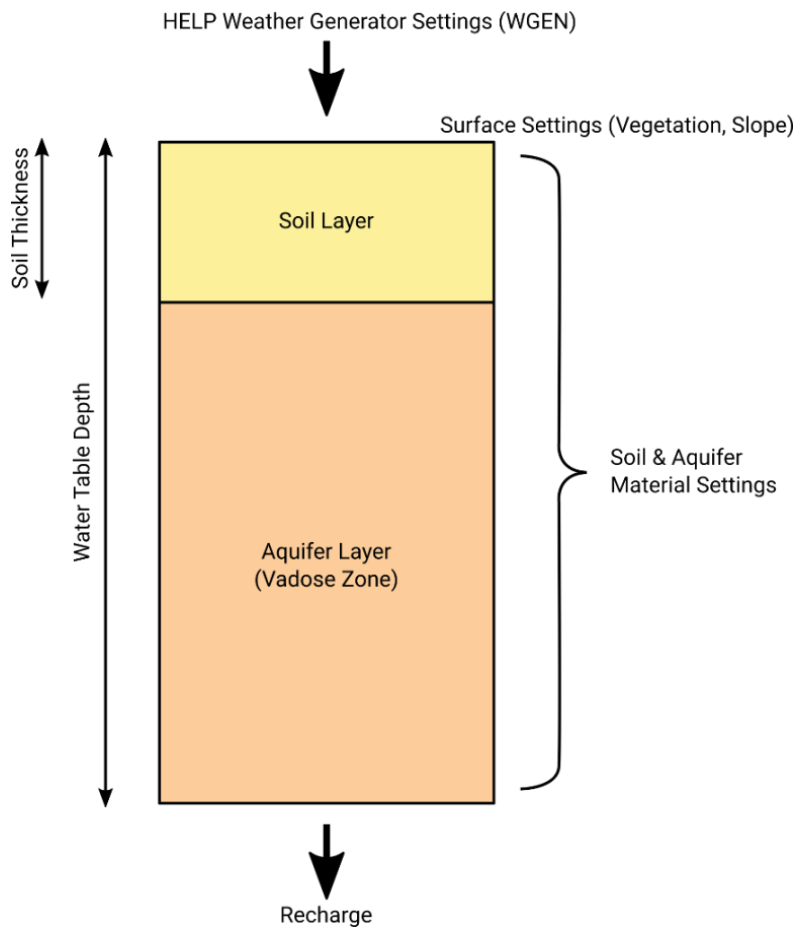 HELP Weather Generator Settings (WGEN)
Surface Settings (Vegetation, Slope)
Soil Thickness
Soil Layer
Water Table Depth
Soil & Aquifer
Material Settings
Aquifer Layer
(Vadose Zone)
Recharge